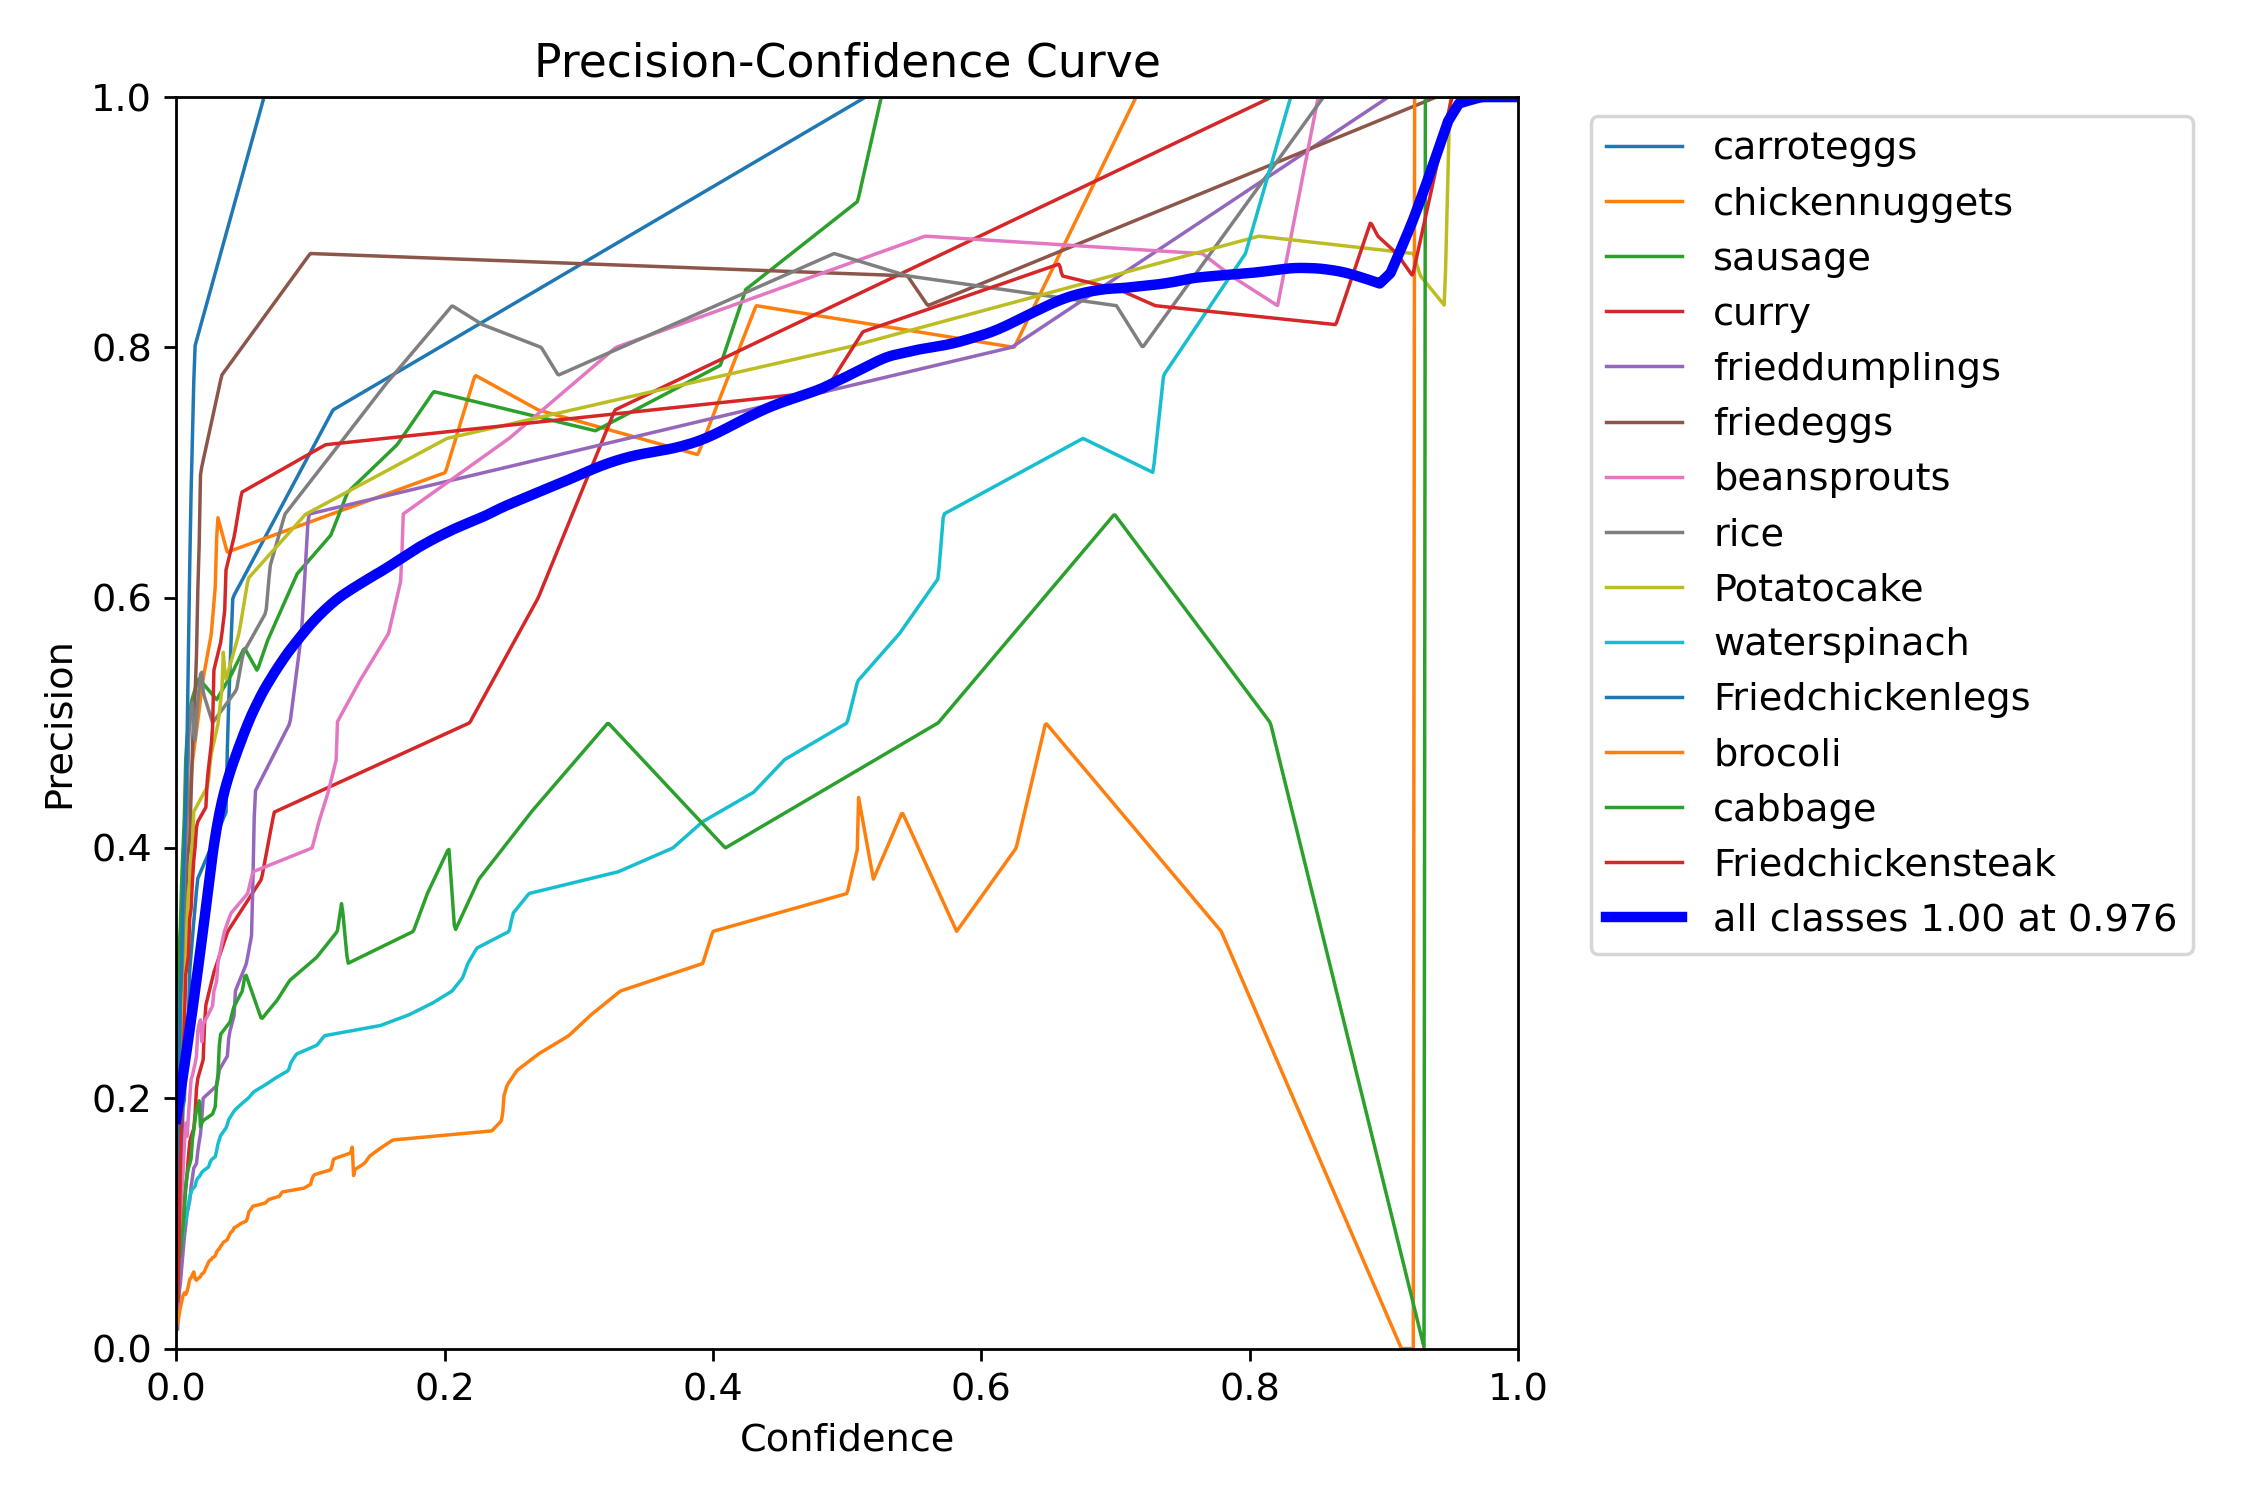 Precision-Confidence Curve
1.0
0.8
0.6
0.4
0.2
0.0
Precision
0.0 0.2 0.4 0.6 0.8 1.0
Confidence
carroteggs
chickennuggets
sausage
curry
frieddumplings
friedeggs
beansprouts
rice
Potatocake
waterspinach
Friedchickenlegs
brocoli
cabbage
Friedchickensteak
all classes 1.00 at 0.976